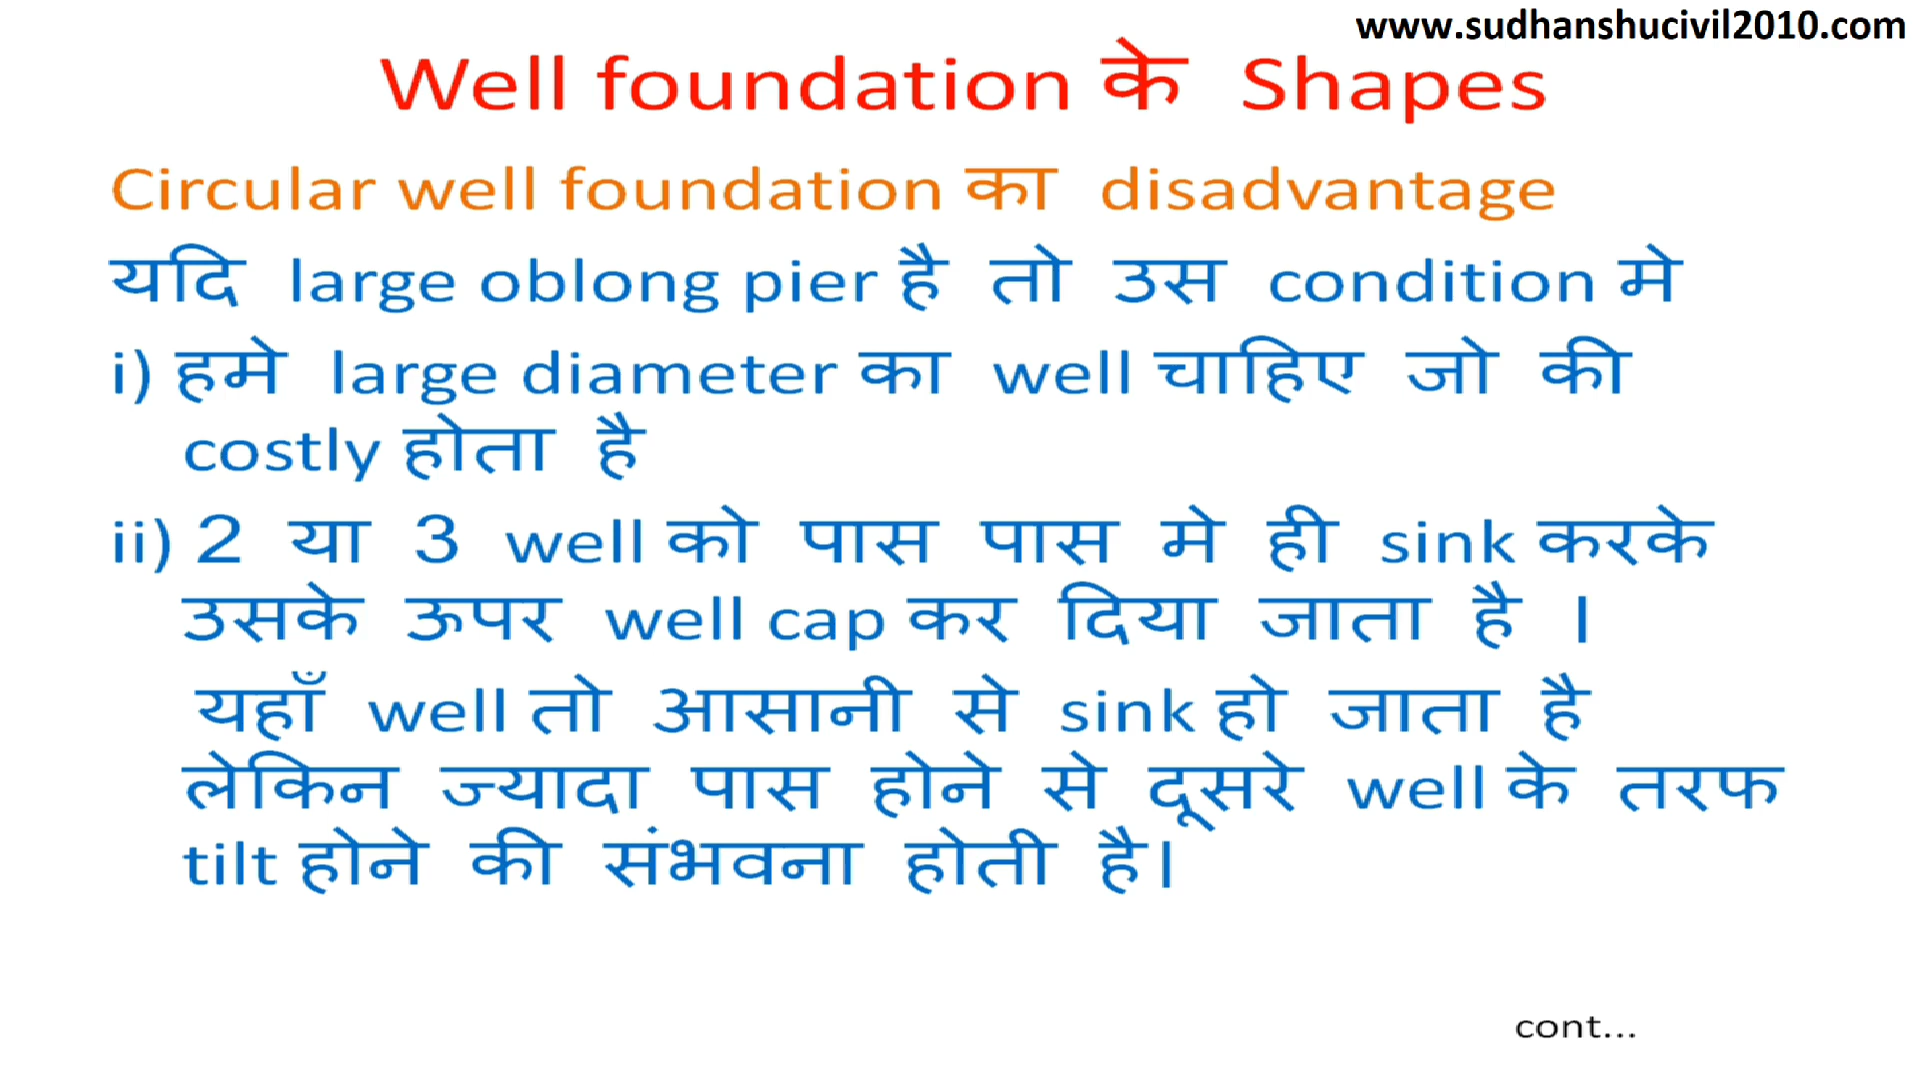 www.sudhanshucivil2010.com
Well foundation के Shapes
Circular well foundation का disadvantage
यदि large oblong pier है तो उस condition मे
i) हमे large diameter का well चाहिए जो की
costly होता है
ii) 2 या 3 well को पास पास मे ही sink करके
उसके ऊपर well cap कर दिया जाता है ।
यहाँ well तो आसानी से sink हो जाता है
लेकिन ज्यादा पास होने से दूसरे well के तरफ
tilt होने की संभवना होती है।
cont...